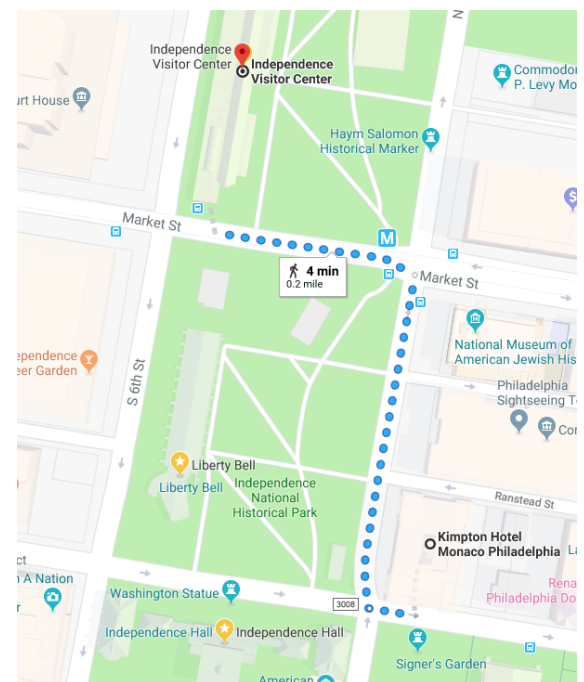 Independence
Visitor Center
Independence
Visitor Center
Commodor
P. Levy Mo
urt House
Haym Salomon
Historical Marker
N
$
Market St
M
4 min
0.2 mile
Market St
National Museum of
American Jewish His
ependence
eer Garden
S 6th St
Philadelphia
Sightseeing To
Con
Liberty Bell
Liberty Bell
Independence
National
Historical Park
Ranstead St
Kimpton Hotel
Monaco Philadelphia
La
ct
n A Nation
Rena
Philadelphia Do
Washington Statue
3008
Independence Hall
Independence Hall
Signer's Garden
American